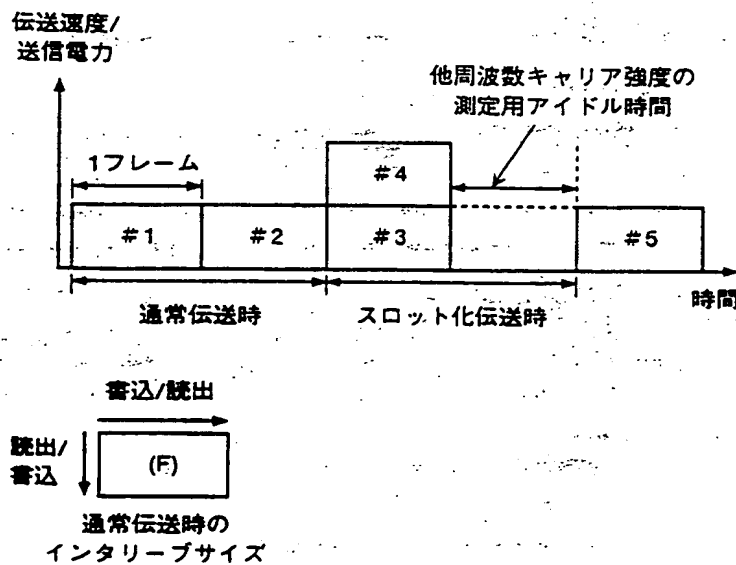 伝送速度/
送信電力
他周波数キャリア強度の
測定用アイドル時間
1フレーム
#4
#1
#2
#3
#5
時間
通常伝送時
スロット化伝送時
書込/読出
読出/
書込
(F)
通常伝送時の
インタリーブサイズ